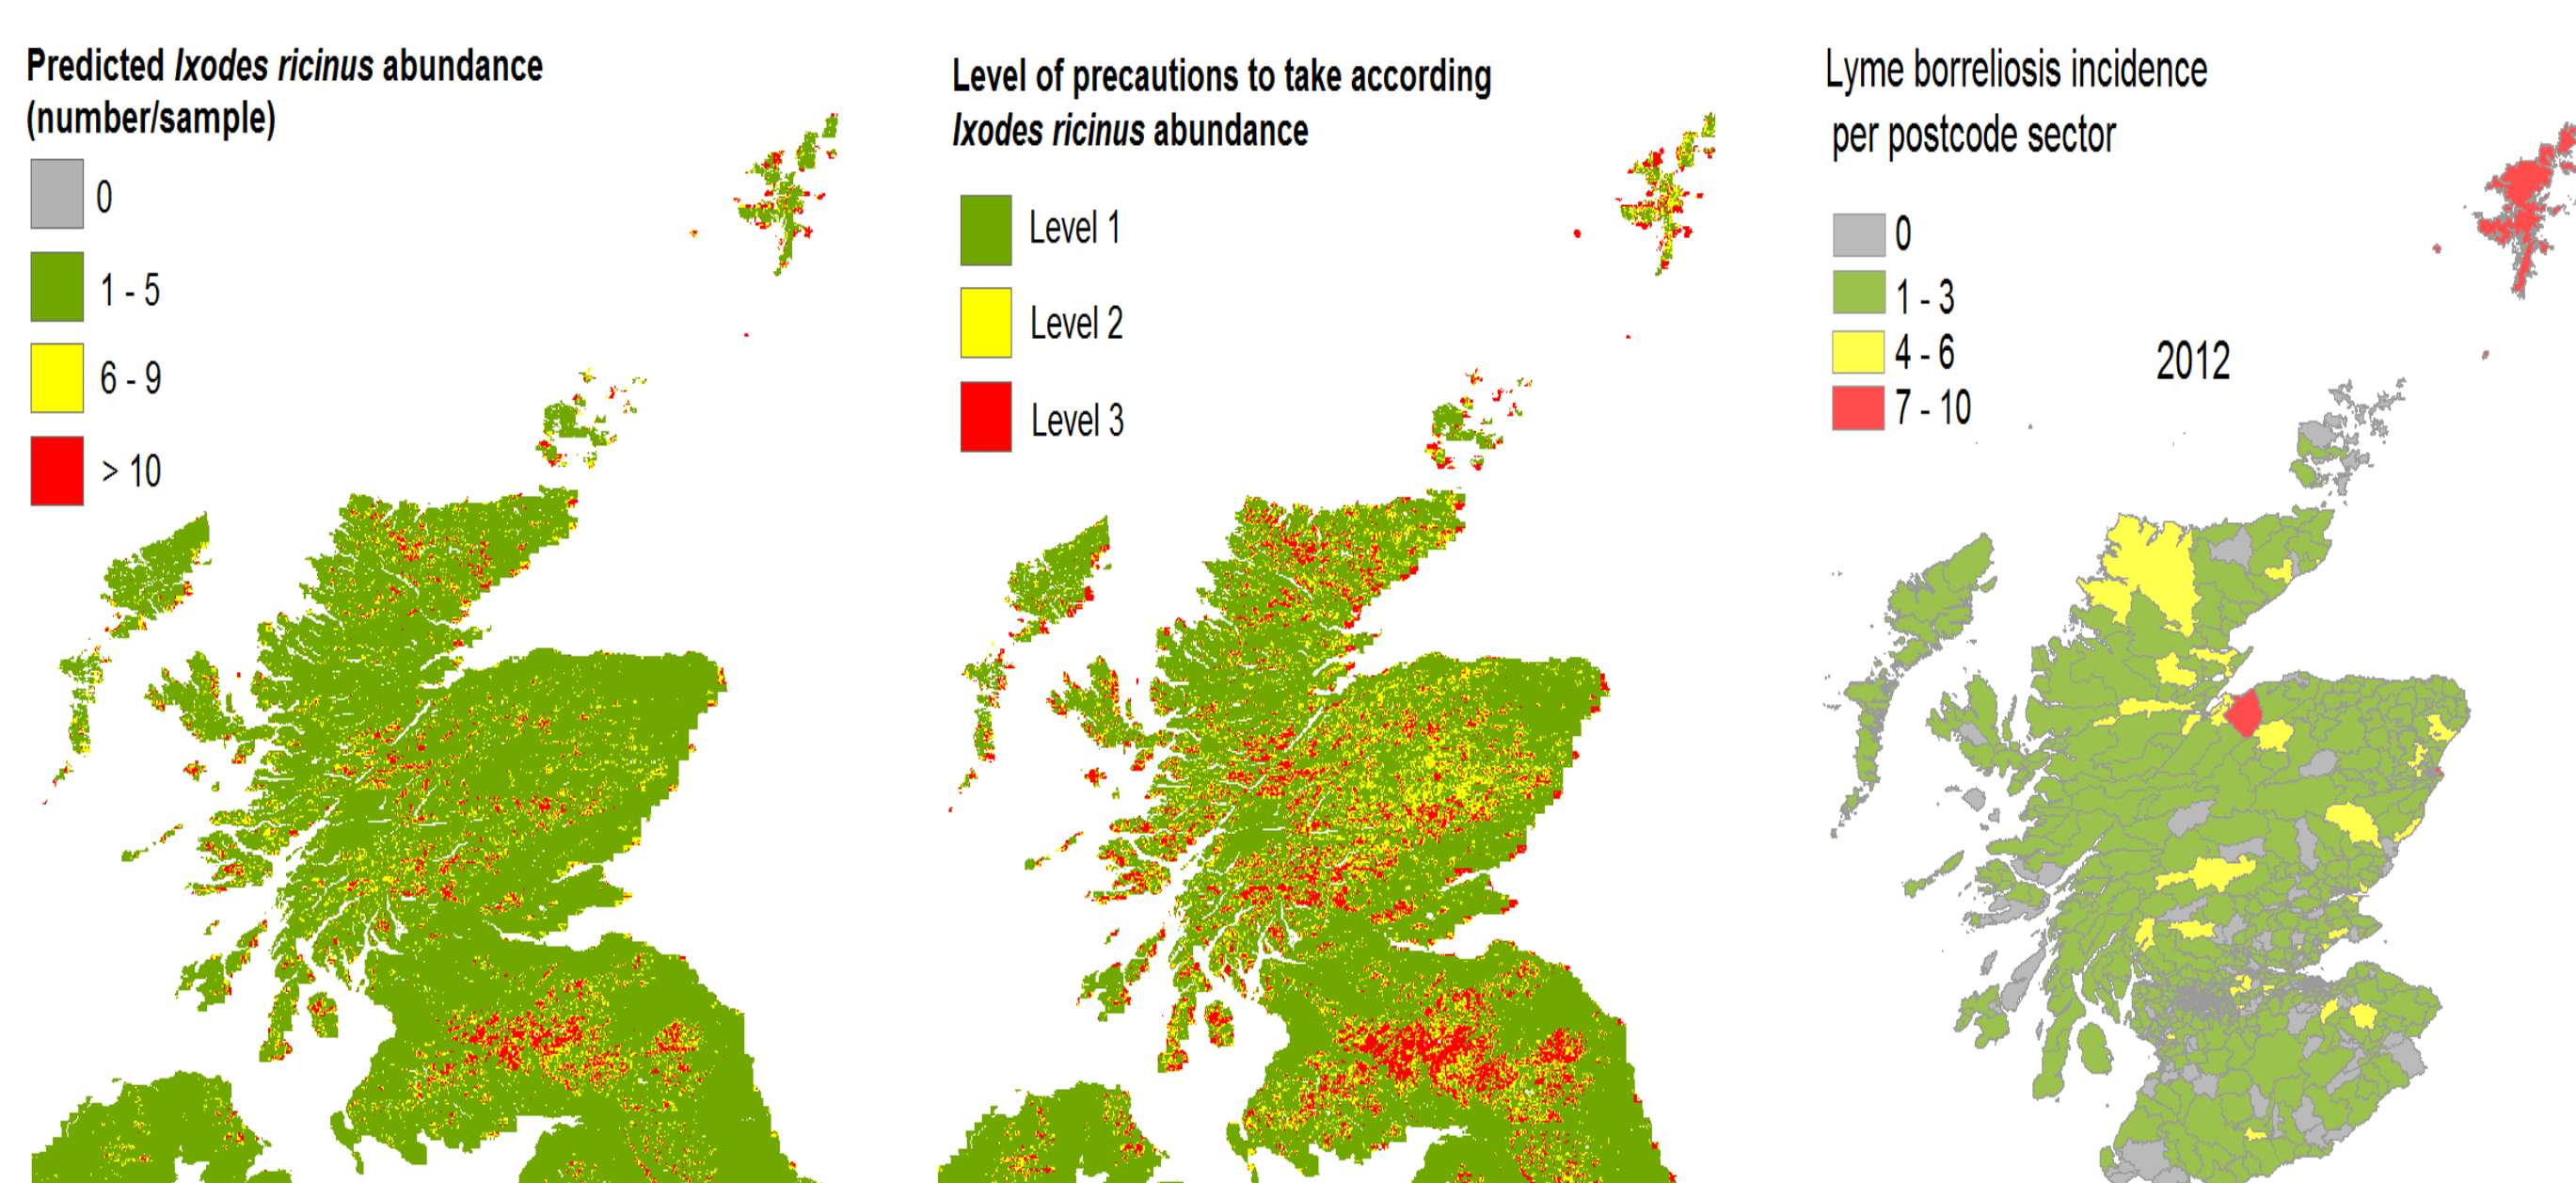 Predicted Ixodes ricinus abundance
(number/sample)
0
1 - 5
6 - 9
> 10
Level of precautions to take according
Ixodes ricinus abundance
Level 1
Level 2
Level 3
Lyme borreliosis incidence
per postcode sector
0
1 - 3
4 - 6
7 - 10
2012